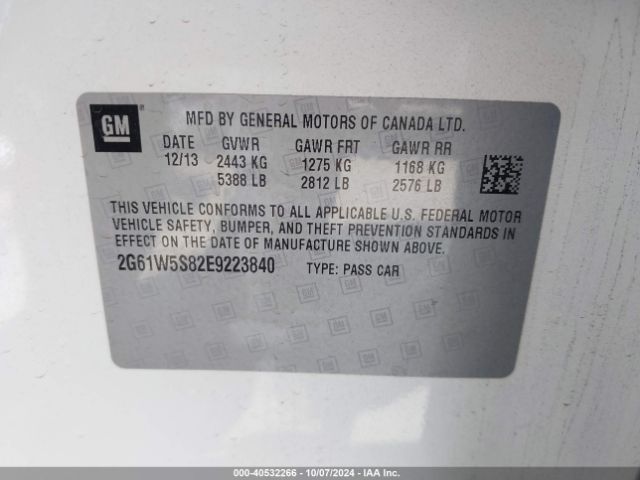 GM
MFD BY GENERAL MOTORS OF CANADA LTD.
DATE GVWR GAWR FRT GAWR RR
12/13 2443 KG 1275 KG 1168 KG
5388 LB 2812 LB 2576 LB
THIS VEHICLE CONFORMS TO ALL APPLICABLE U.S. FEDERAL MOTOR
VEHICLE SAFETY, BUMPER, AND THEFT PREVENTION STANDARDS IN
EFFECT ON THE DATE OF MANUFACTURE SHOWN ABOVE.
2G61W5S82E9223840 TYPE: PASS CAR
000-40532266 - 10/07/2024 - IAA Inc.